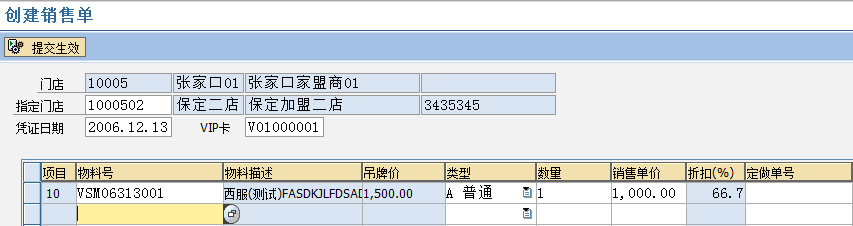 创建销售单
提交生效
门店 10005 张家口01 张家口家盟商01
指定门店 1000502 保定二店 保定加盟二店 3435345
凭证日期 2006.12.13 VIP卡 V01000001
项目 物料号 物料描述 吊牌价 类型 数量 销售单价 折扣(%) 定做单号
10 VSM06313001 西服(测试)FASDKJLFDSAD 1,500.00 A 普通 1 1,000.00 66.7